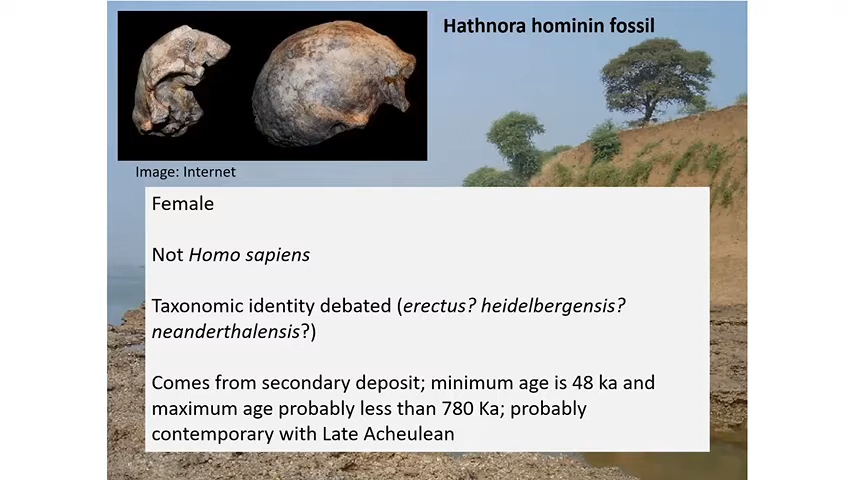 Hathnora hominin fossil
Image: Internet
Female
Not Homo sapiens
Taxonomic identity debated (erectus? heidelbergensis?
neanderthalensis?)
Comes from secondary deposit; minimum age is 48 ka and
maximum age probably less than 780 Ka; probably
contemporary with Late Acheulean